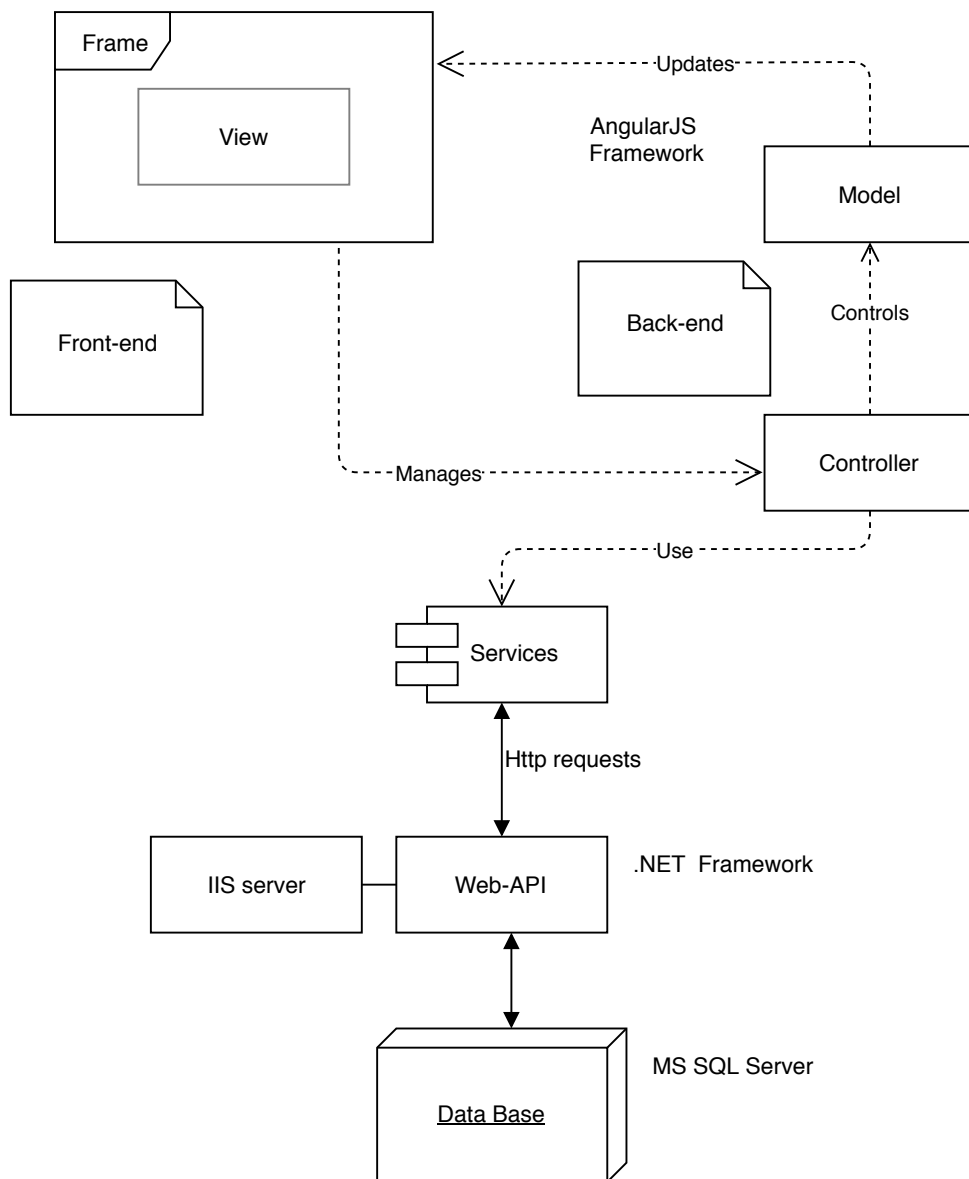 Frame
Updates
View
AngularJS
Framework
Model
Front-end
Back-end
Controls
Manages
Controller
Use
Services
Http requests
IIS server
Web-API
.NET  Framework
MS SQL Server
Data Base